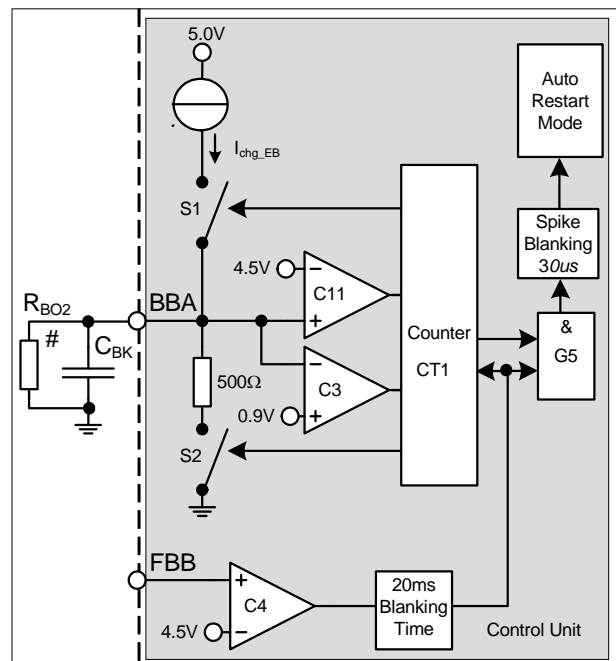 5.0V
Auto
Restart
Mode
Ichg_EB
S1
Spike
Blanking
30us
4.5V
C11
RBO2
#
BBA
CBK
Counter
CT1
&
G5
500Ω
C3
0.9V
S2
FBB
C4
20ms
Blanking
Time
4.5V
Control Unit